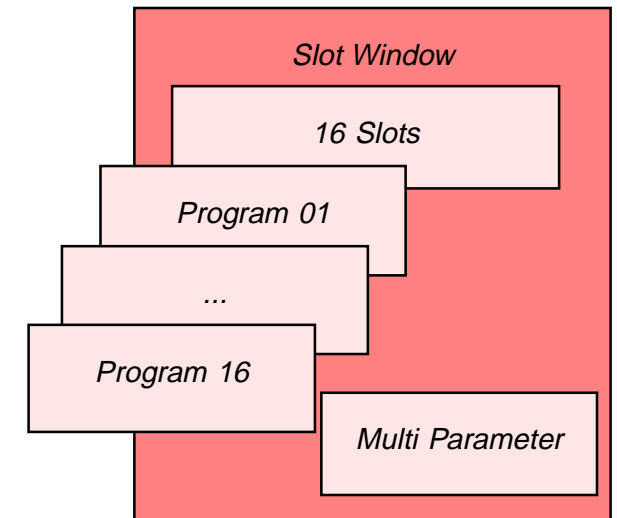 Slot Window
16 Slots
Program 01
...
Program 16
Multi Parameter